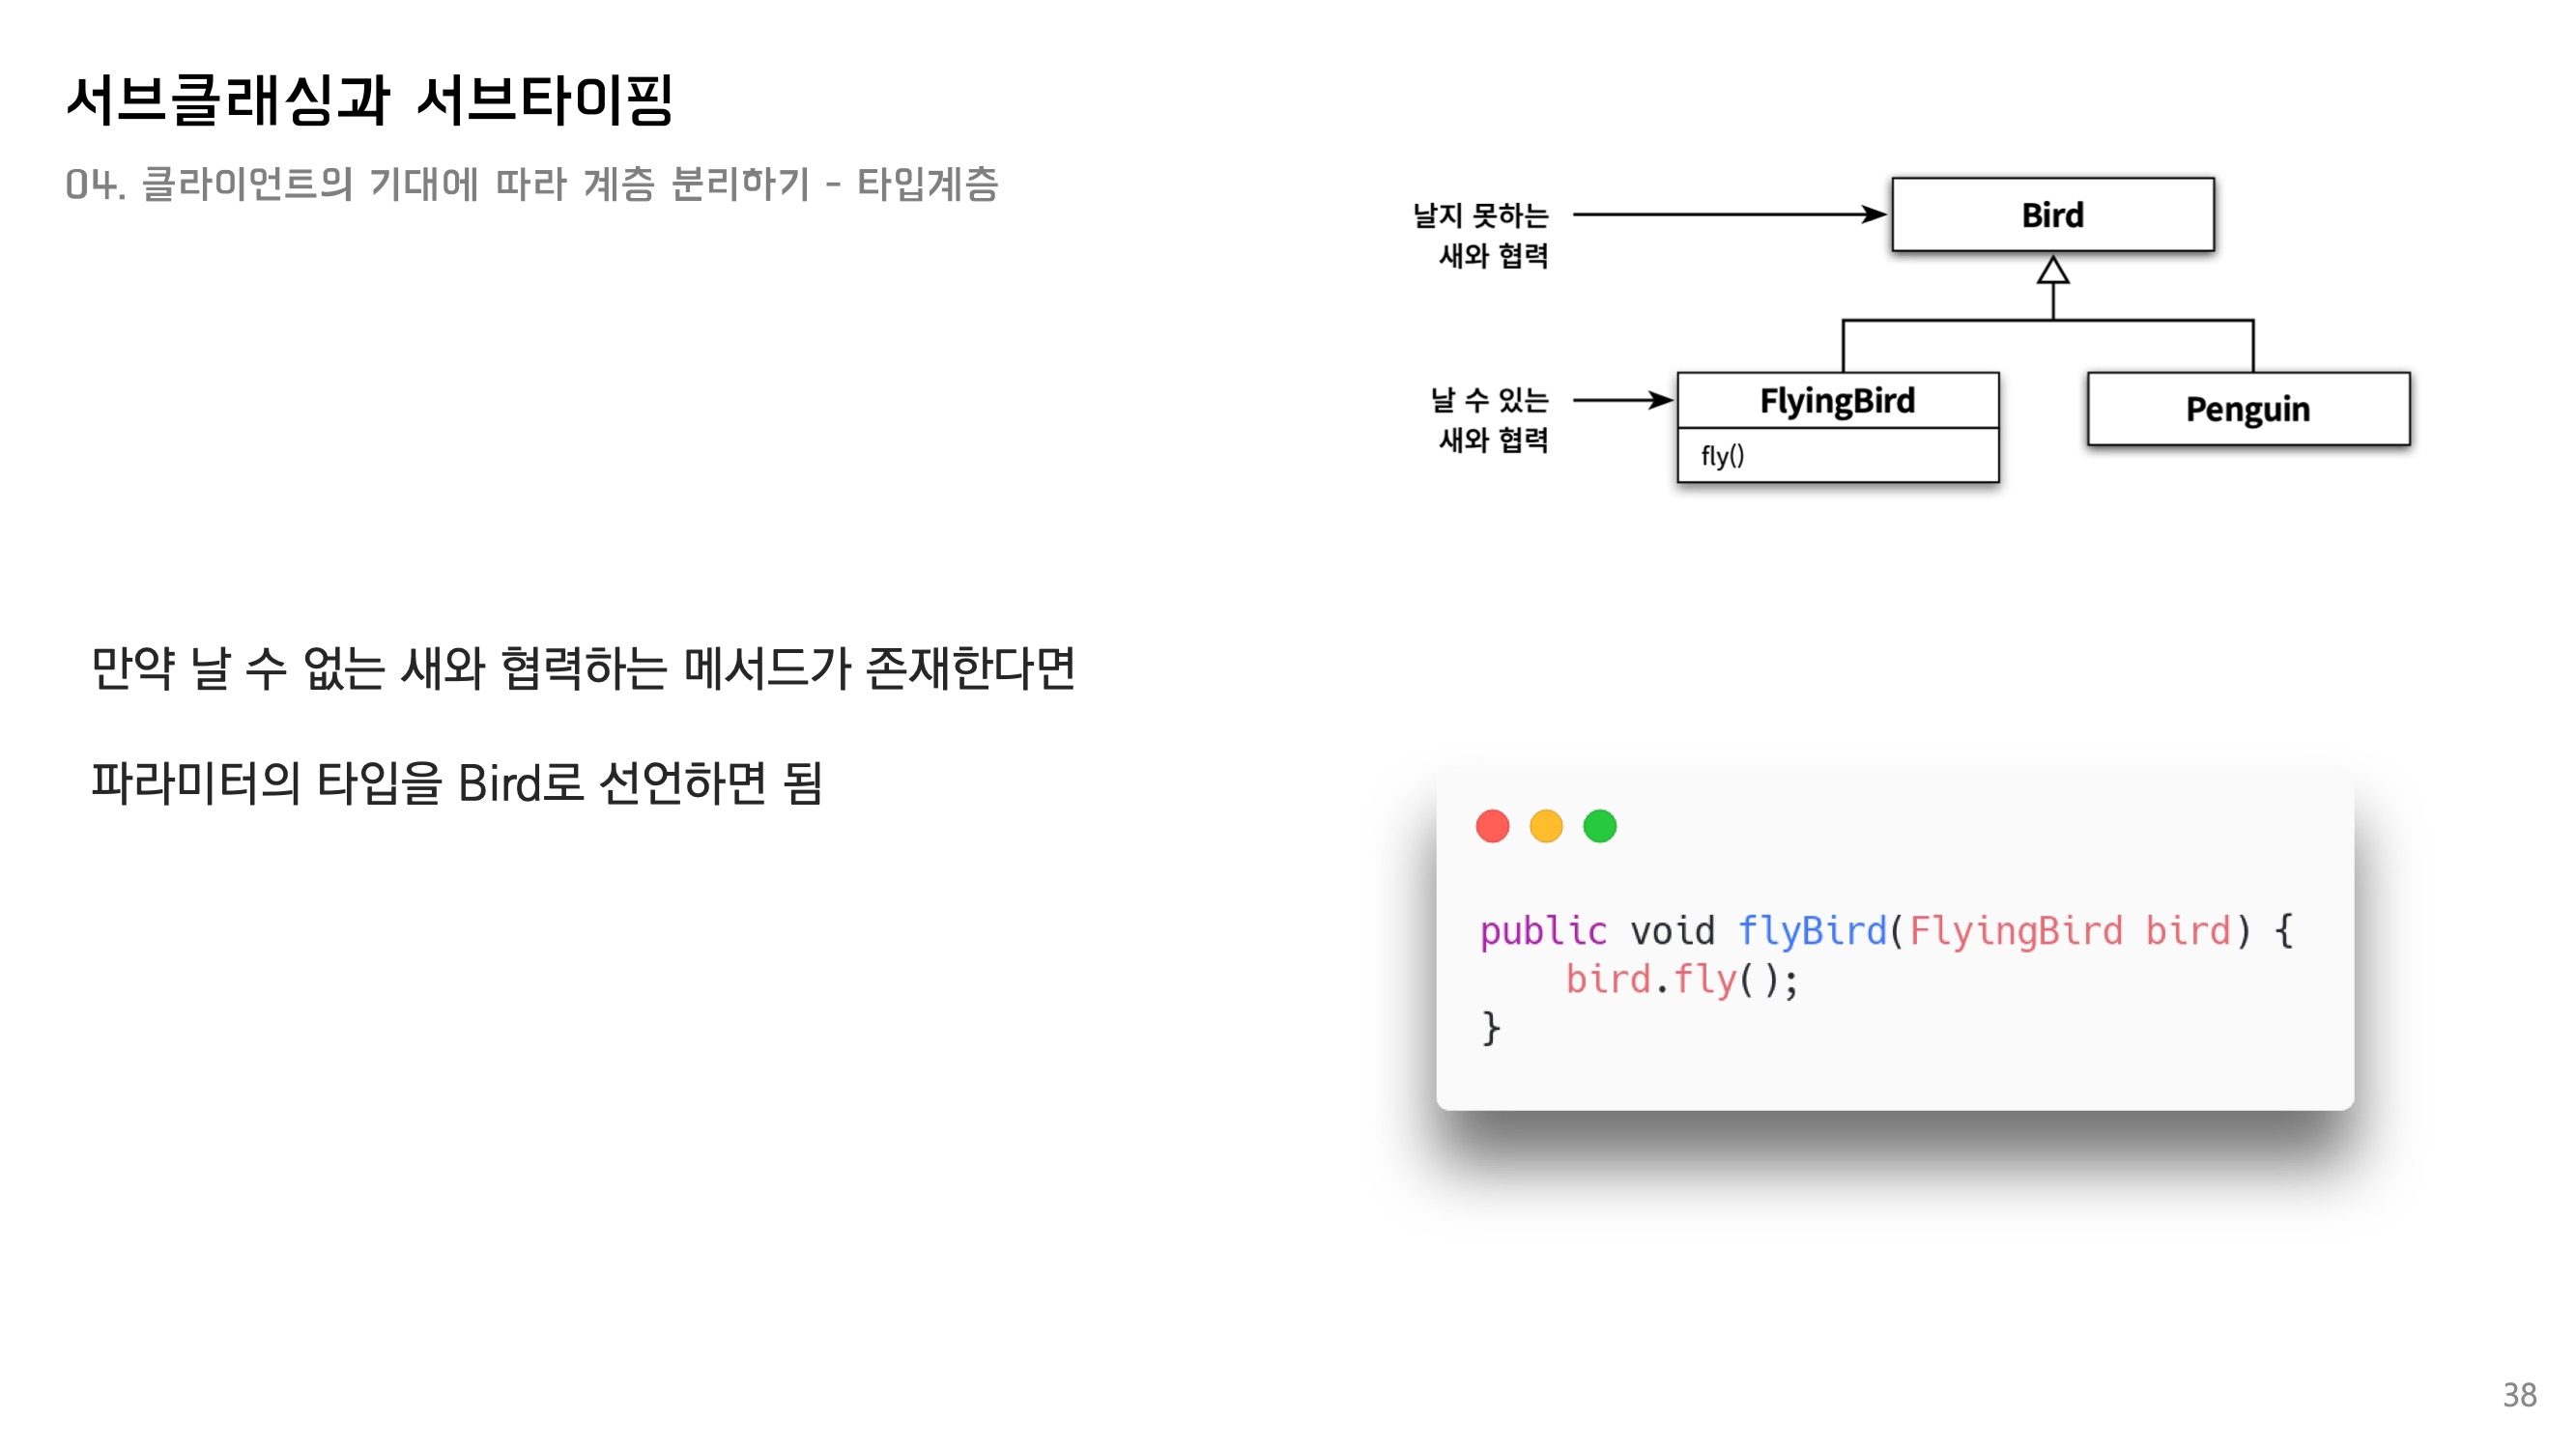 서브클래싱과 서브타이핑
04. 클라이언트의 기대에 따라 계층 분리하기 - 타입계층
날지 못하는
새와 협력
Bird
날 수 있는
새와 협력
FlyingBird
fly()
Penguin
만약 날 수 없는 새와 협력하는 메서드가 존재한다면
파라미터의 타입을 Bird로 선언하면 됨
public void flyBird(FlyingBird bird) {
    bird.fly();
}
38